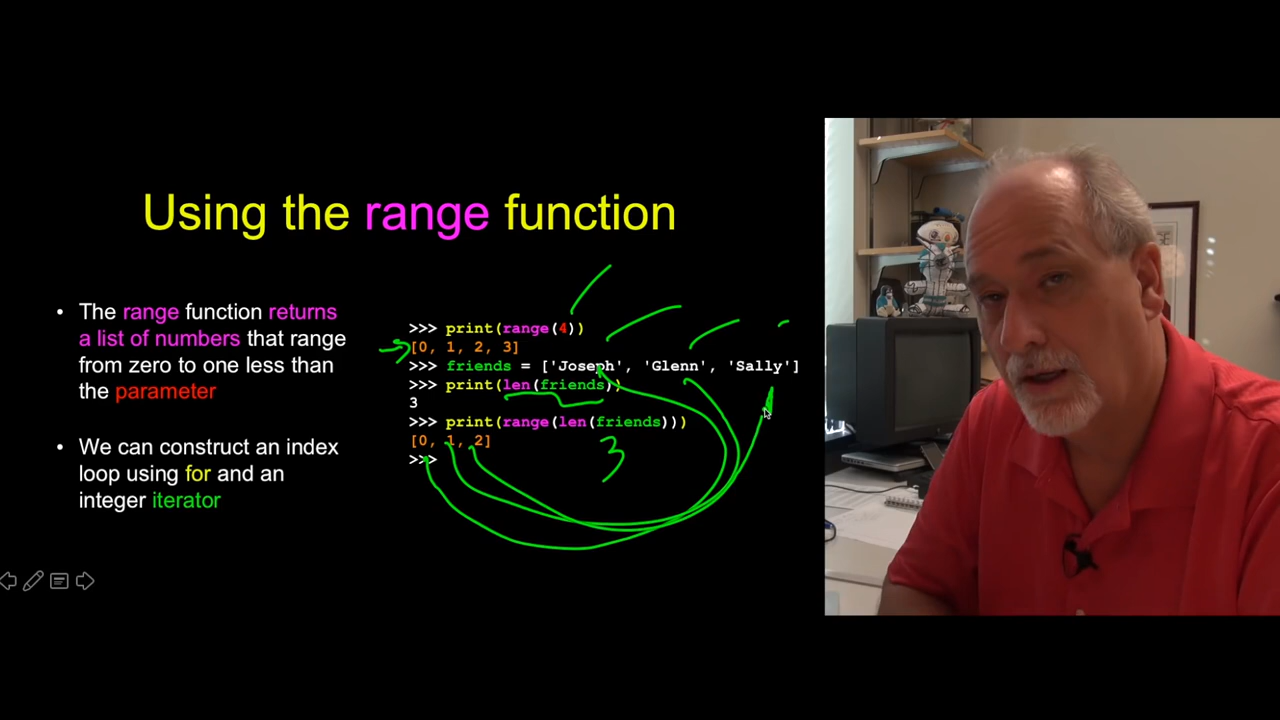 Using the range function
• The range function returns
a list of numbers that range
from zero to one less than
the parameter
• We can construct an index
loop using for and an
integer iterator
>>> print(range(4))
[0, 1, 2, 3]
>>> friends = ['Joseph', 'Glenn', 'Sally']
>>> print(len(friends))
3
>>> print(range(len(friends)))
[0, 1, 2]
>>>
3